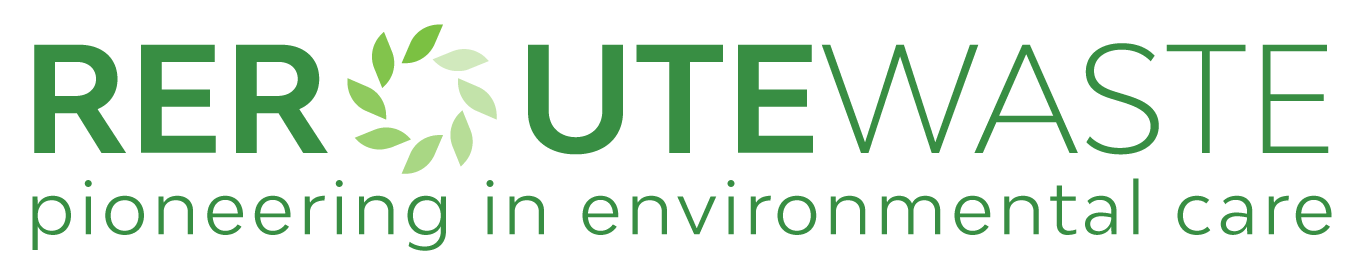 REROUTEWASTE
pioneering in environmental care